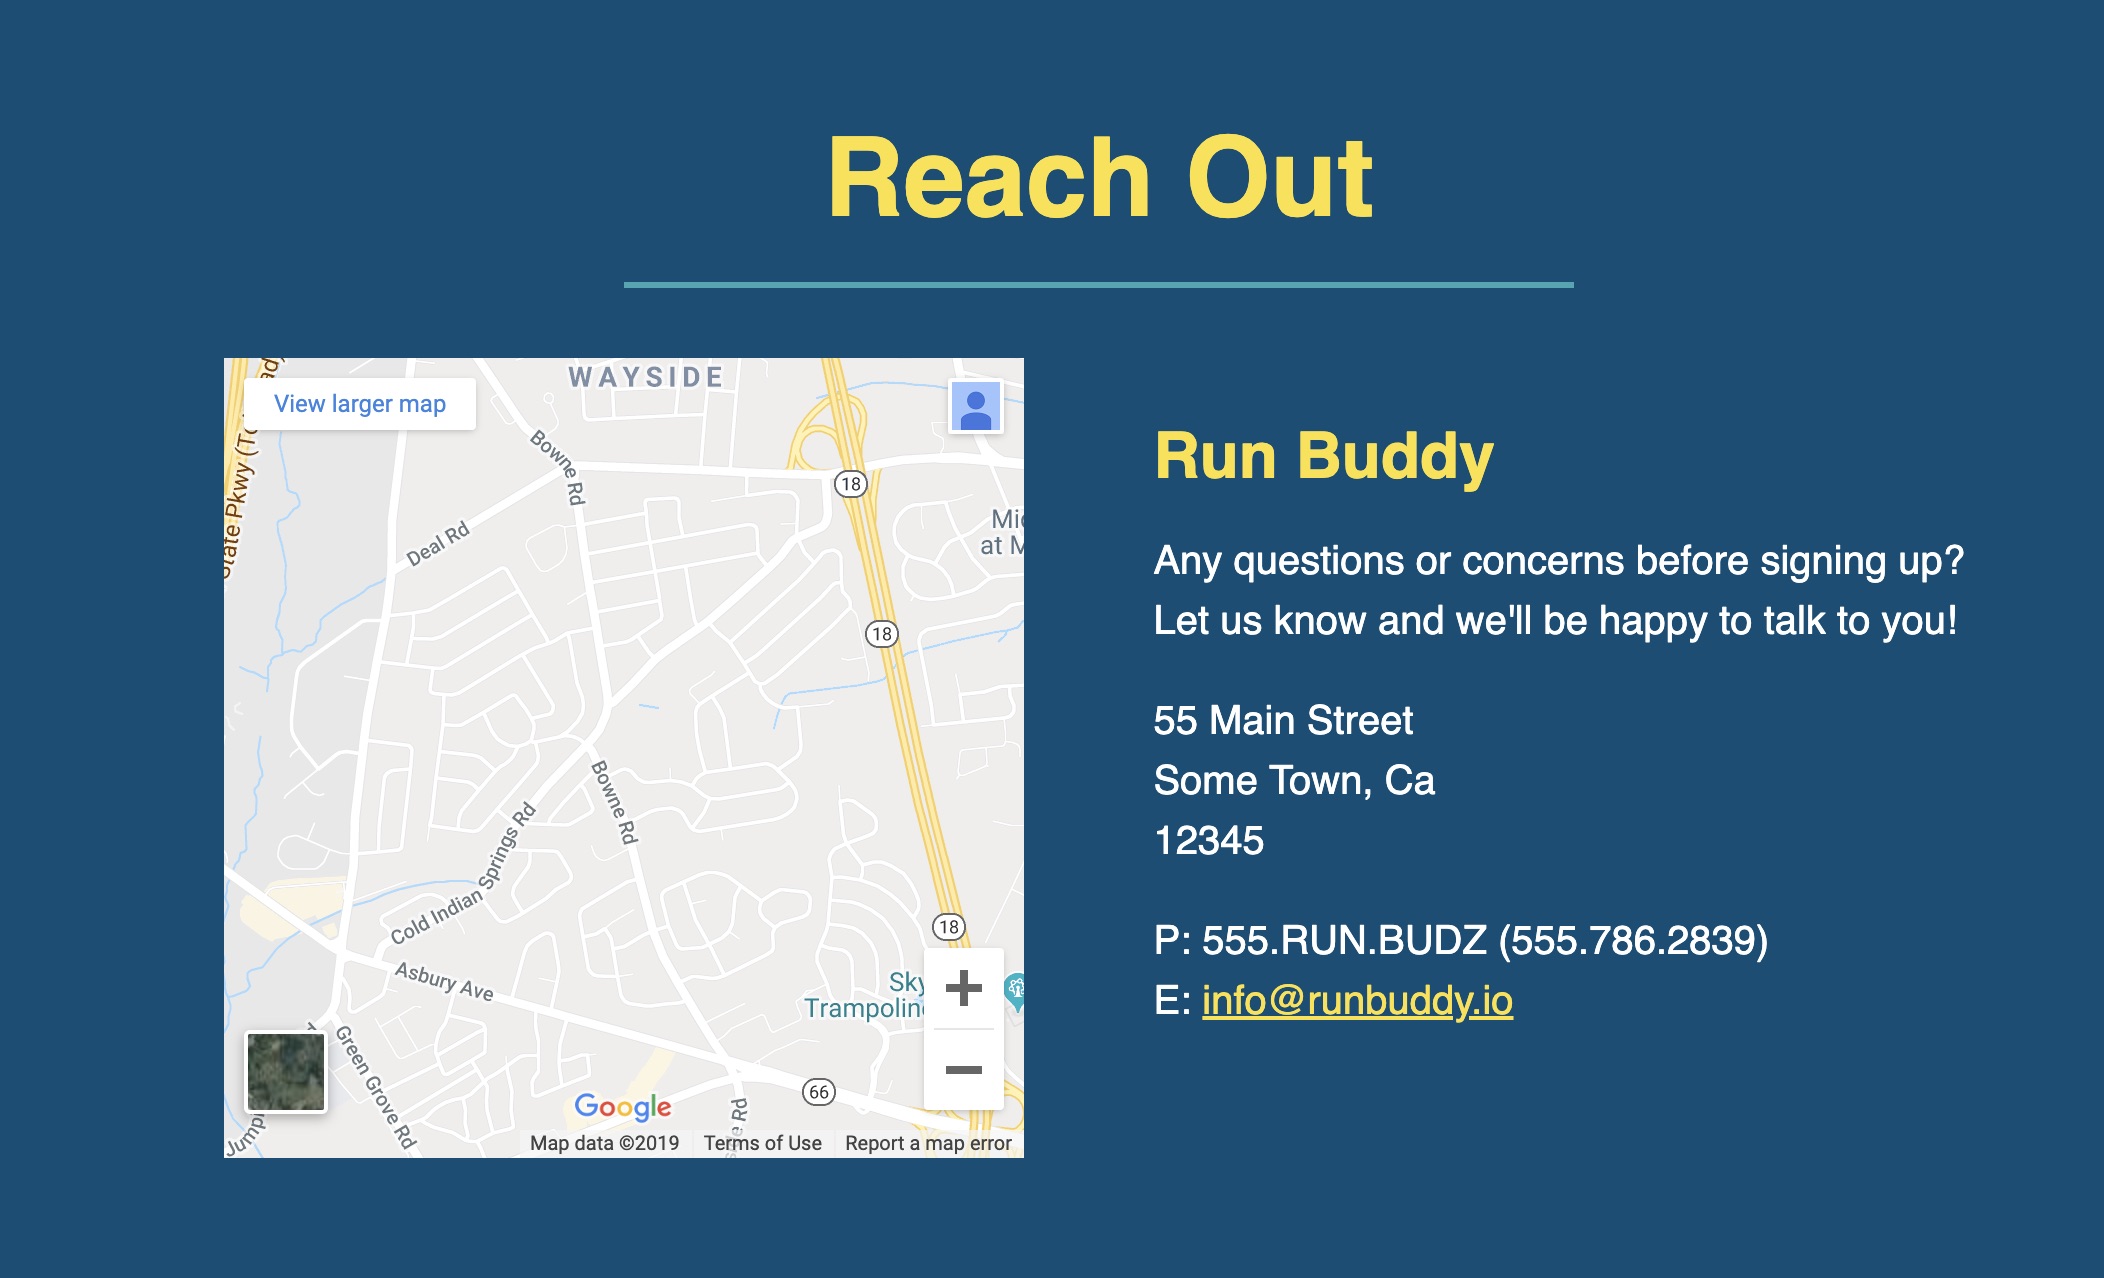 Reach Out
View larger map
WAYSIDE
Bowne Rd
18
Deal Rd
State Pkwy
at
18
Bowne Rd
Cold Indian Springs Rd
18
Asbury Ave
Sky
Green Grove Rd
66
Google
Rd
Map data ©2019
Terms of Use
Report a map error
Run Buddy
Any questions or concerns before signing up?
Let us know and we'll be happy to talk to you!
55 Main Street
Some Town, Ca
12345
P: 555.RUN.BUDZ (555.786.2839)
E: info@runbuddy.io